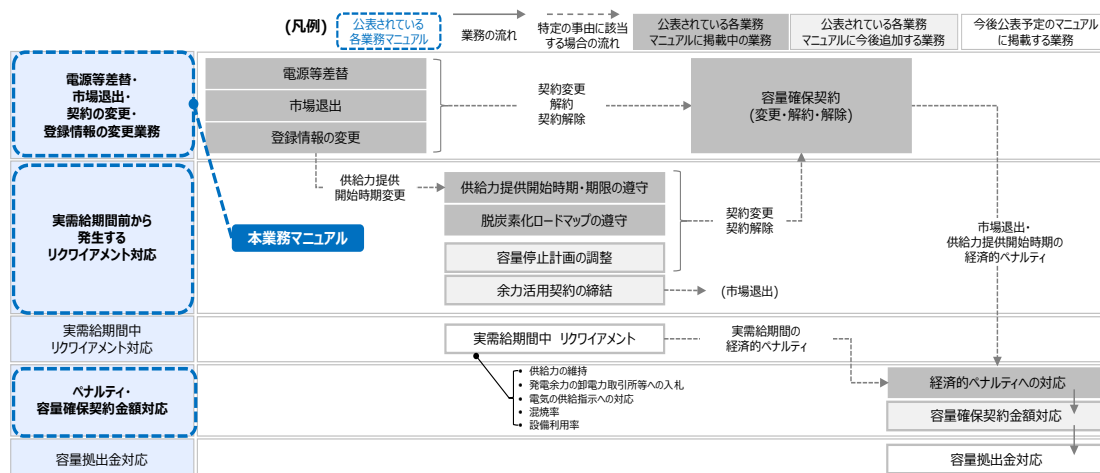 (凡例)
公表されている
各業務マニュアル
業務の流れ
特定の事由に該当
する場合の流れ
公表されている各業務
マニュアルに掲載中の業務
公表されている各業務
マニュアルに今後追加する業務
今後公表予定のマニュアル
に掲載する業務
電源等差替・
市場退出・
契約の変更・
登録情報の変更業務
電源等差替
市場退出
登録情報の変更
契約変更
解約
契約解除
容量確保契約
(変更・解約・解除)
実需給期間前から
発生する
リクワイアメント対応
供給力提供
開始時期変更
本業務マニュアル
供給力提供開始時期・期限の遵守
脱炭素化ロードマップの遵守
容量停止計画の調整
余力活用契約の締結
契約変更
契約解除
(市場退出)
市場退出・
供給力提供開始時期の
経済的ペナルティ
実需給期間中
リクワイアメント対応
実需給期間中 リクワイアメント
実需給期間の
経済的ペナルティ
• 供給力の維持
• 発電余力の卸電力取引所等への入札
• 電気の供給指示への対応
• 混焼率
• 設備利用率
ペナルティ・
容量確保契約金額対応
経済的ペナルティへの対応
容量確保契約金額対応
容量拠出金対応
容量拠出金対応